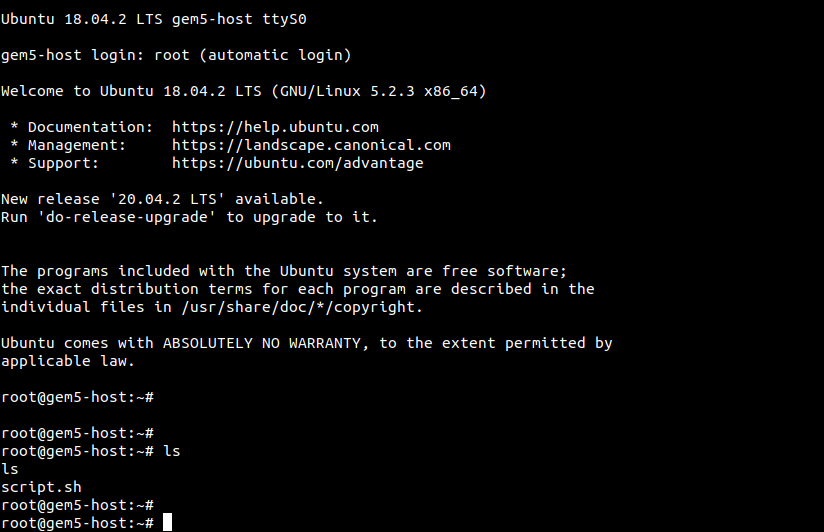 Ubuntu 18.04.2 LTS gem5-host ttyS0
gem5-host login: root (automatic login)
Welcome to Ubuntu 18.04.2 LTS (GNU/Linux 5.2.3 x86_64)
 * Documentation:  https://help.ubuntu.com
 * Management:     https://landscape.canonical.com
 * Support:        https://ubuntu.com/advantage
New release '20.04.2 LTS' available.
Run 'do-release-upgrade' to upgrade to it.
The programs included with the Ubuntu system are free software;
the exact distribution terms for each program are described in the
individual files in /usr/share/doc/*/copyright.
Ubuntu comes with ABSOLUTELY NO WARRANTY, to the extent permitted by
applicable law.
root@gem5-host:~#
root@gem5-host:~#
root@gem5-host:~# ls
ls
script.sh
root@gem5-host:~#
root@gem5-host:~#